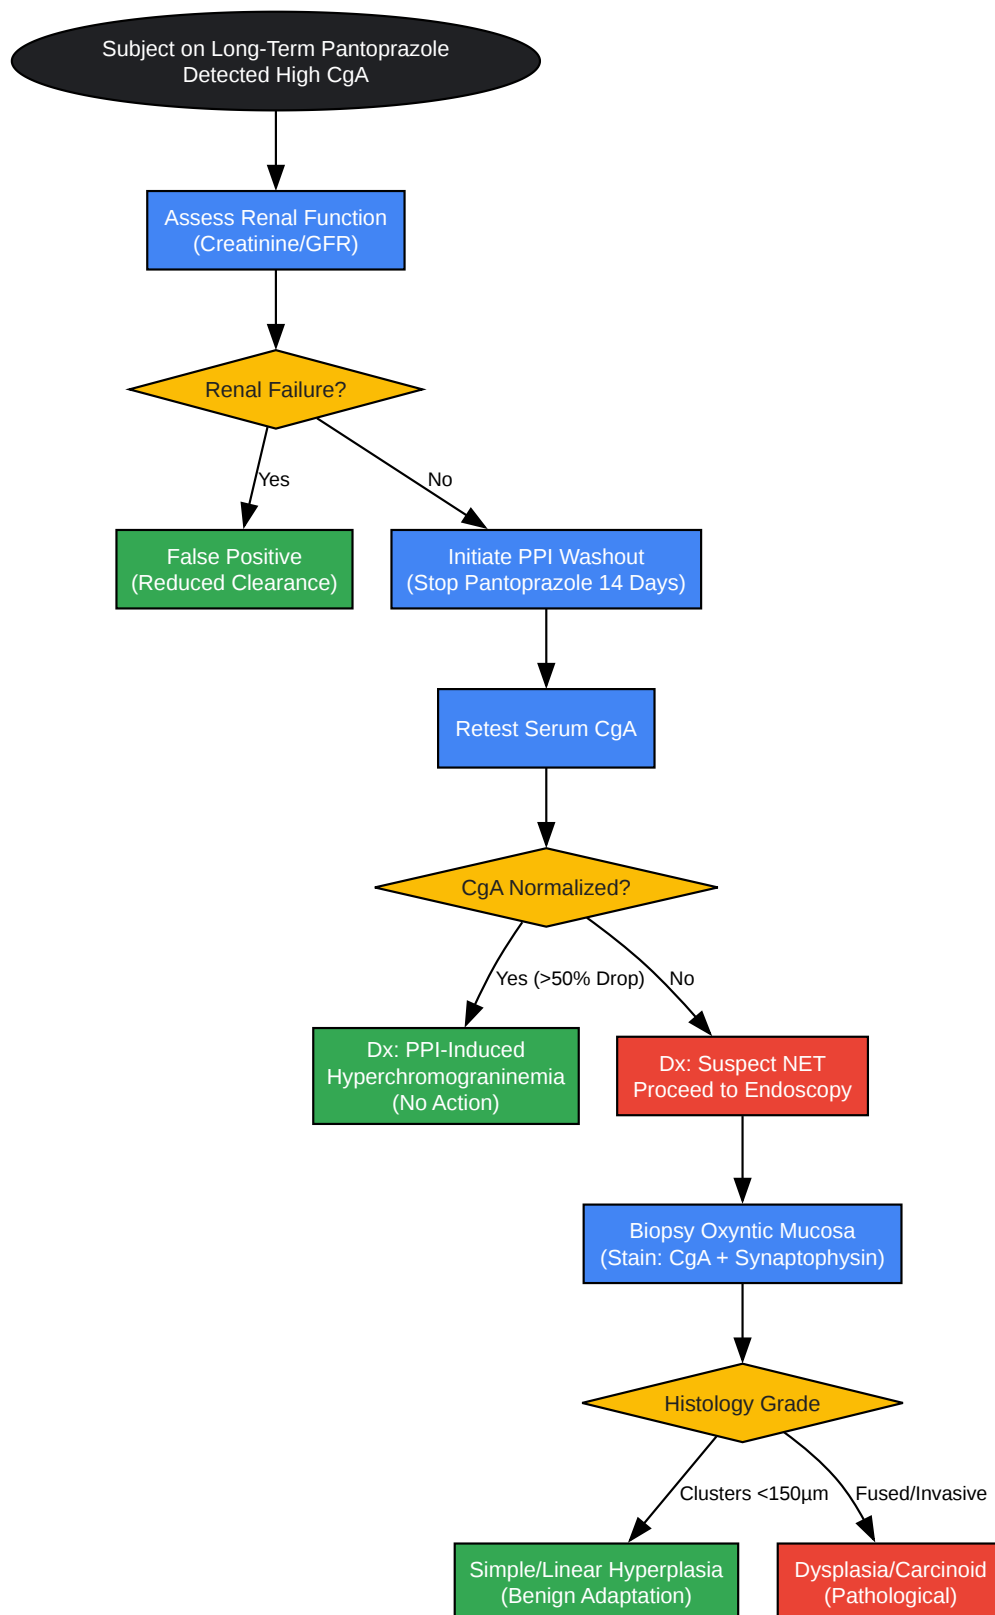 Subject on Long-Term Pantoprazole
Detected High CgA
Assess Renal Function
(Creatinine/GFR)
Renal Failure?
Yes
No
False Positive
(Reduced Clearance)
Initiate PPI Washout
(Stop Pantoprazole 14 Days)
Retest Serum CgA
CgA Normalized?
Yes (>50% Drop)
No
Dx: PPI-Induced
Hyperchromograninemia
(No Action)
Dx: Suspect NET
Proceed to Endoscopy
Biopsy Oxyntic Mucosa
(Stain: CgA + Synaptophysin)
Histology Grade
Clusters <150µm
Fused/Invasive
Simple/Linear Hyperplasia
(Benign Adaptation)
Dysplasia/Carcinoid
(Pathological)